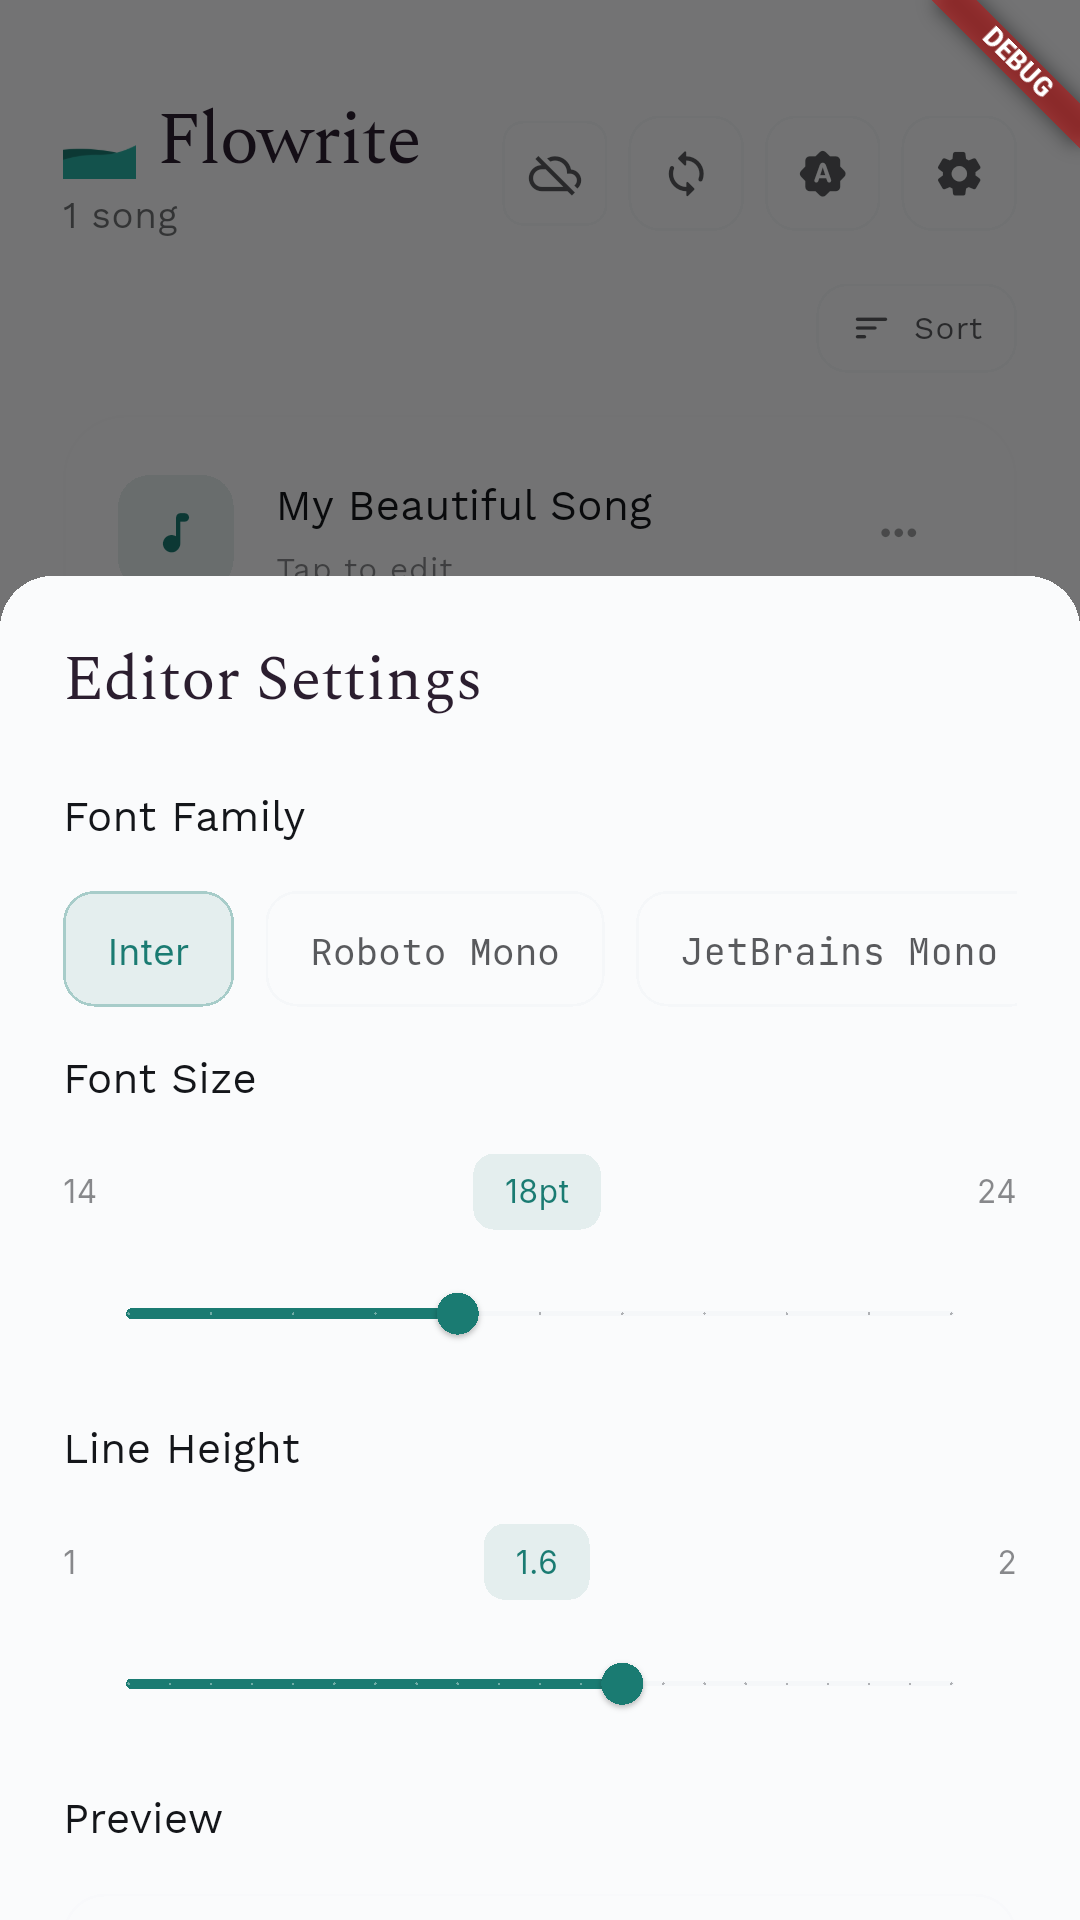 DEBUG
Flowrite
1 song
Sort
My Beautiful Song
Tap to edit
Editor Settings
Font Family
Inter Roboto Mono JetBrains Mono
Font Size
14 18pt 24
Line Height
1 1.6 2
Preview